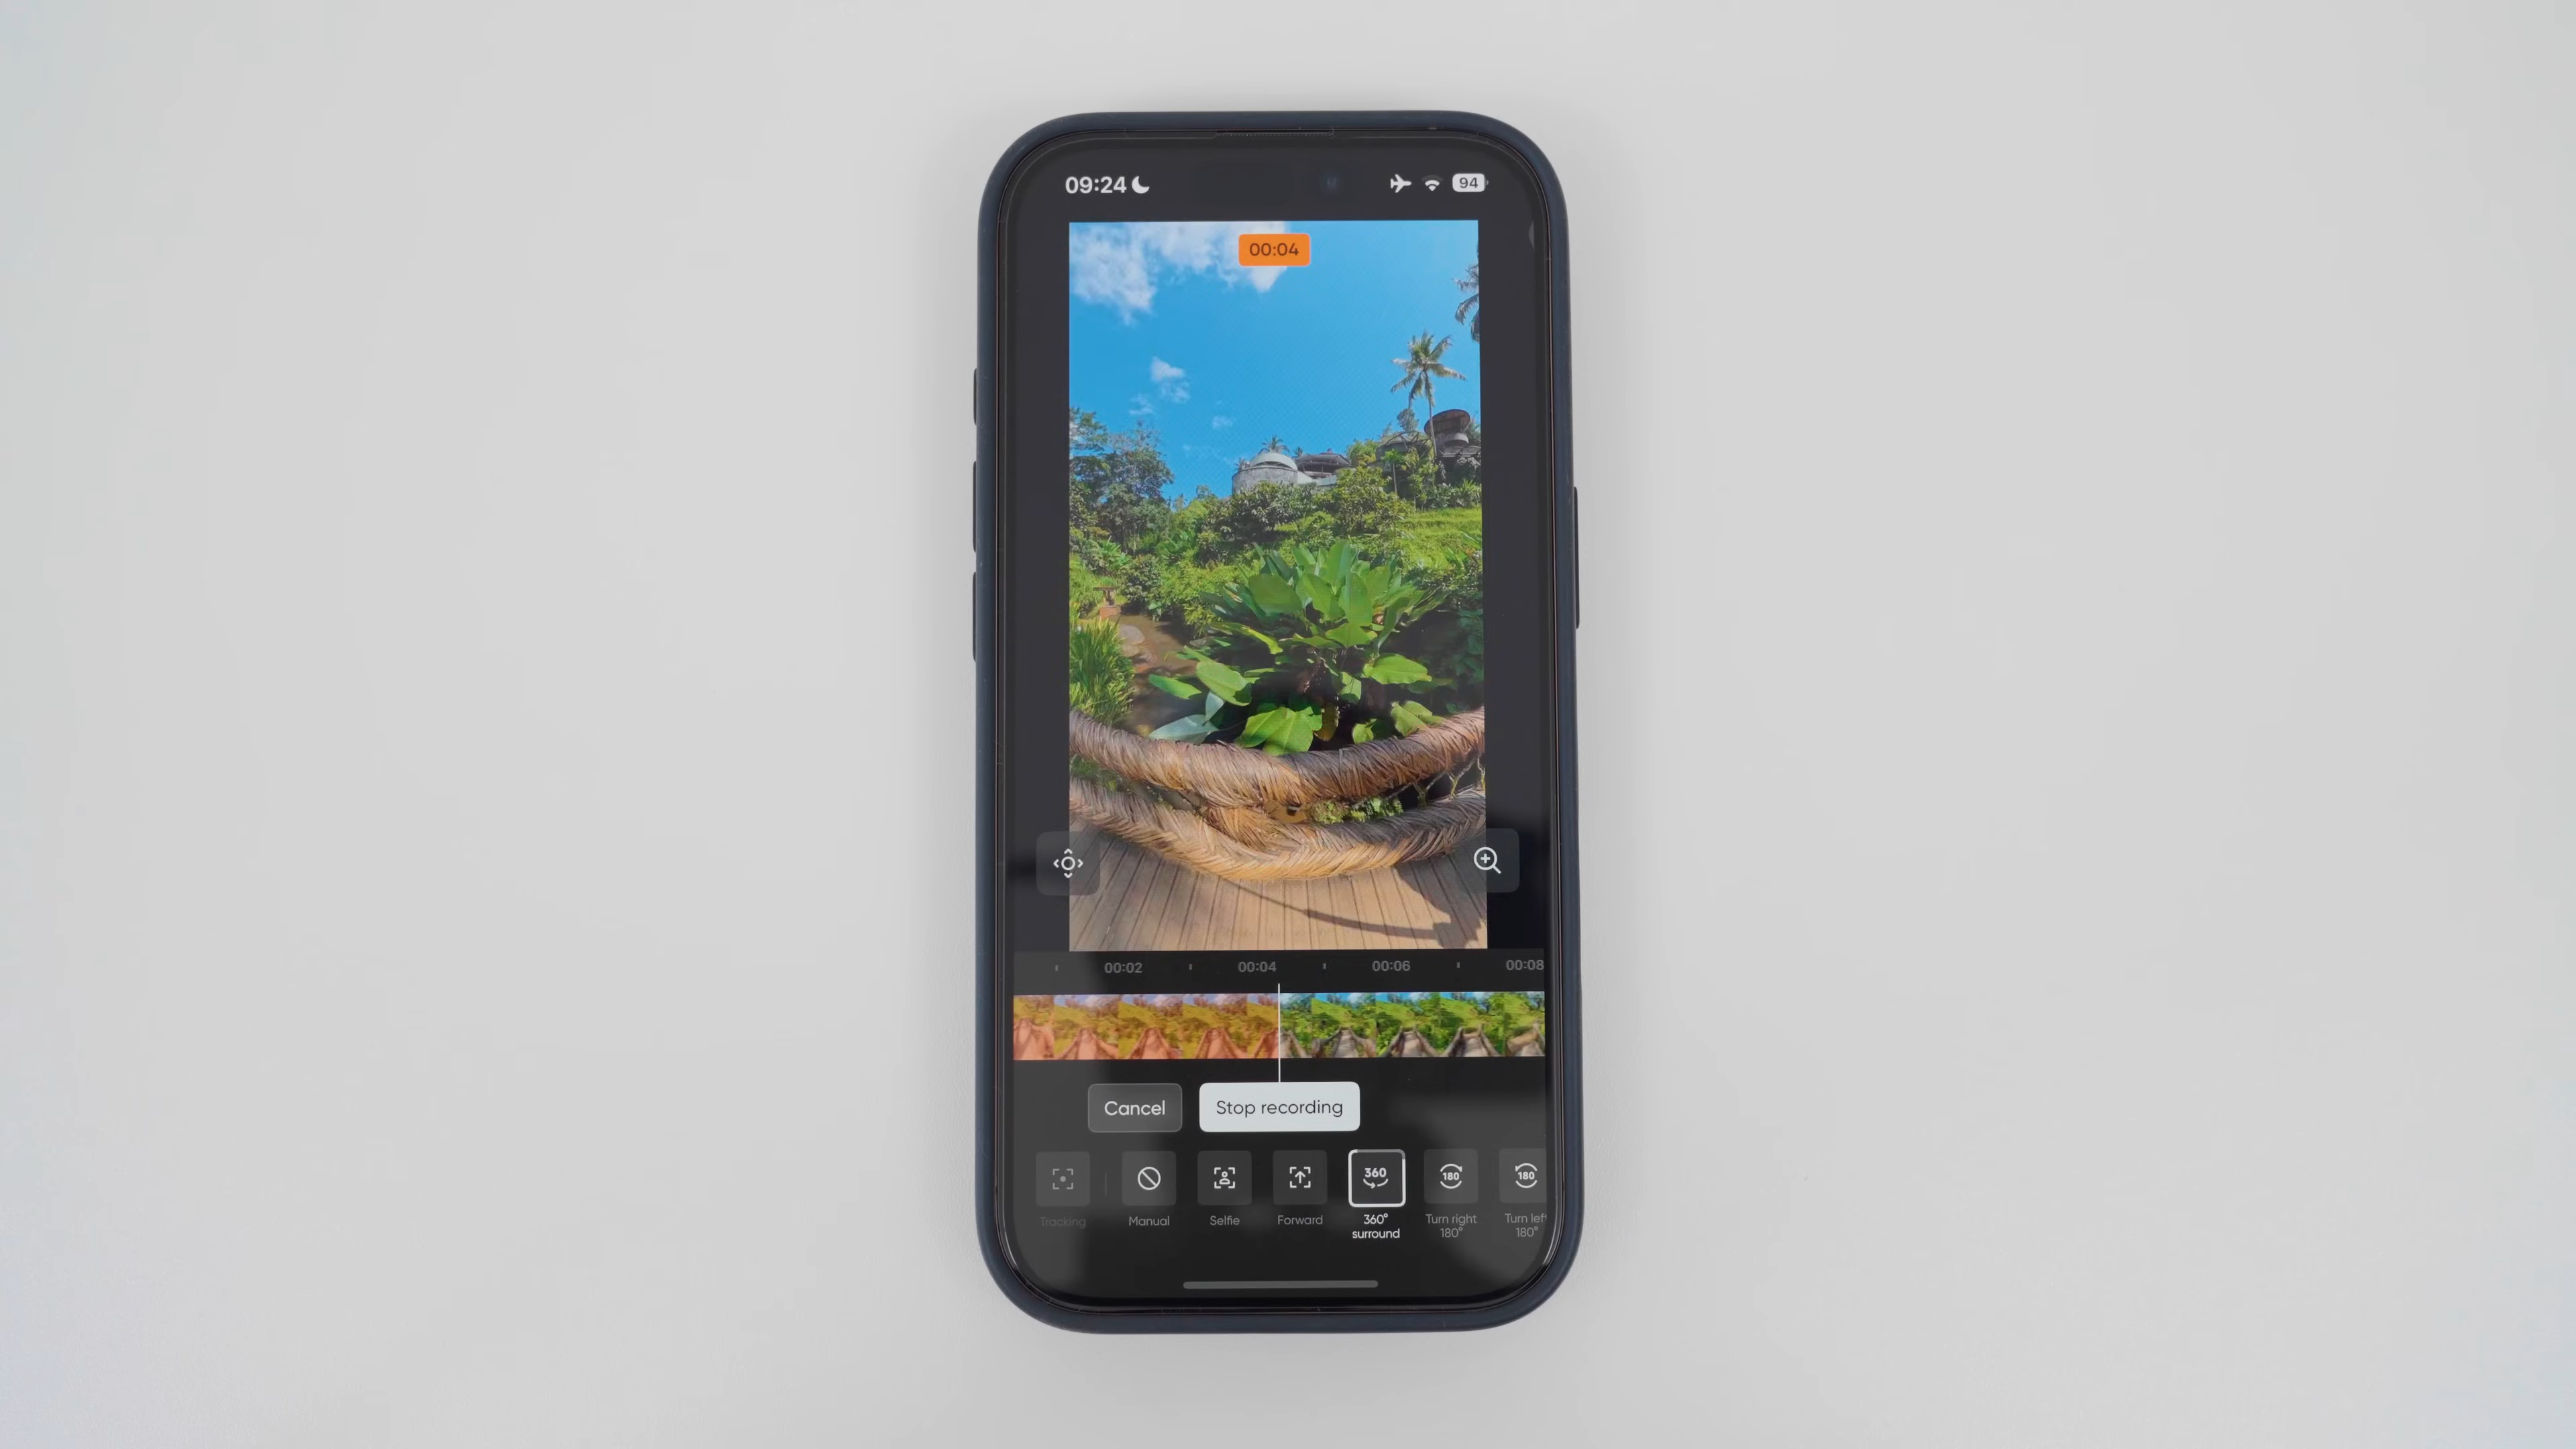 09:24
94
00:04
00:02
00:04
00:06
00:08
Cancel
Stop recording
360
180
180
Tracking
Manual
Selfie
Forward
360°
surround
Turn right
180°
Turn left
180°